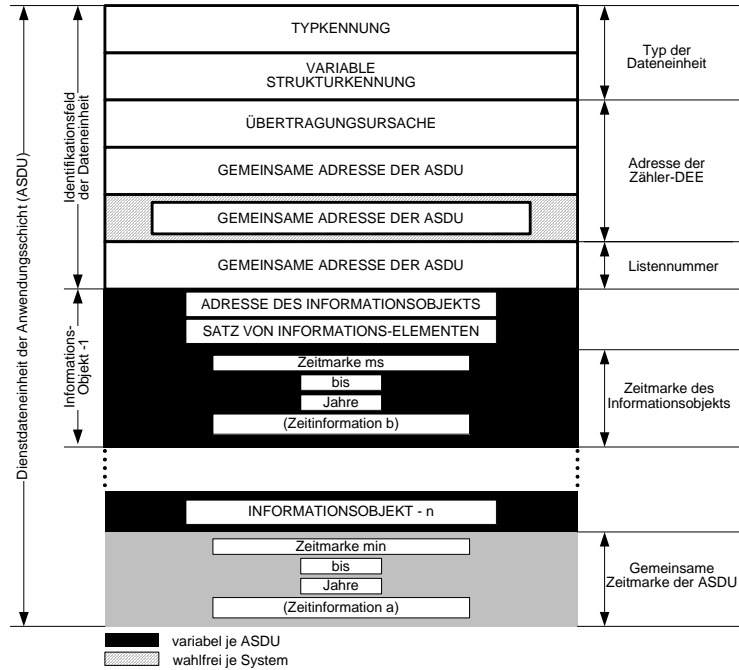 TYPKENNUNG
VARIABLE
STRUKTURKENNUNG
ÜBERTRAGUNGSURSACHE
GEMEINSAME ADRESSE DER ASDU
GEMEINSAME ADRESSE DER ASDU
GEMEINSAME ADRESSE DER ASDU
ADRESSE DES INFORMATIONSOBJEKTS
SATZ VON INFORMATIONS-ELEMENTEN
Zeitmarke ms
bis
Jahre
(Zeitinformation b)
INFORMATIONSOBJEKT - n
Zeitmarke min
bis
Jahre
(Zeitinformation a)
Dienstdateneinheit der Anwendungsschicht (ASDU)
Identifikationsfeld
der Dateneinheit
Informations-
Objekt -1
Typ der
Dateneinheit
Adresse der
Zähler-DEE
Listennummer
Zeitmarke des
Informationsobjekts
Gemeinsame
Zeitmarke der ASDU
variabel je ASDU
wahlfrei je System